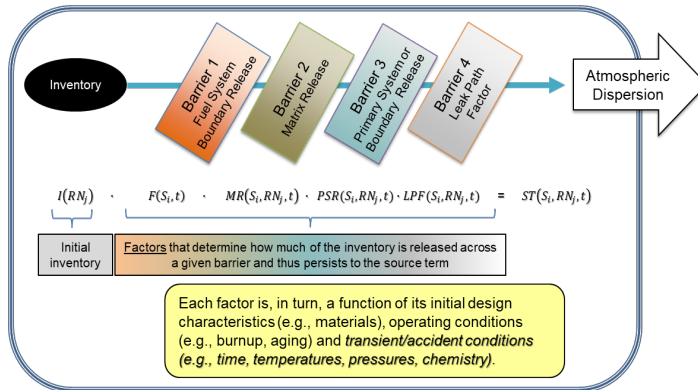 Inventory
Barrier 1
Fuel System
Boundary Release
Barrier 2
Matrix Release
Barrier 3
Primary System or
Boundary Release
Barrier 4
Leak Path
Factor
Atmospheric
Dispersion
I(RNⱼ) · F(Sᵢ,t) · MR(Sᵢ,RNⱼ,t) · PSR(Sᵢ,RNⱼ,t) · LPF(Sᵢ,RNⱼ,t) = ST(Sᵢ,RNⱼ,t)
Initial
inventory
Factors that determine how much of the inventory is released across
a given barrier and thus persists to the source term
Each factor is, in turn, a function of its initial design
characteristics (e.g., materials), operating conditions
(e.g., burnup, aging) and transient/accident conditions
(e.g., time, temperatures, pressures, chemistry).